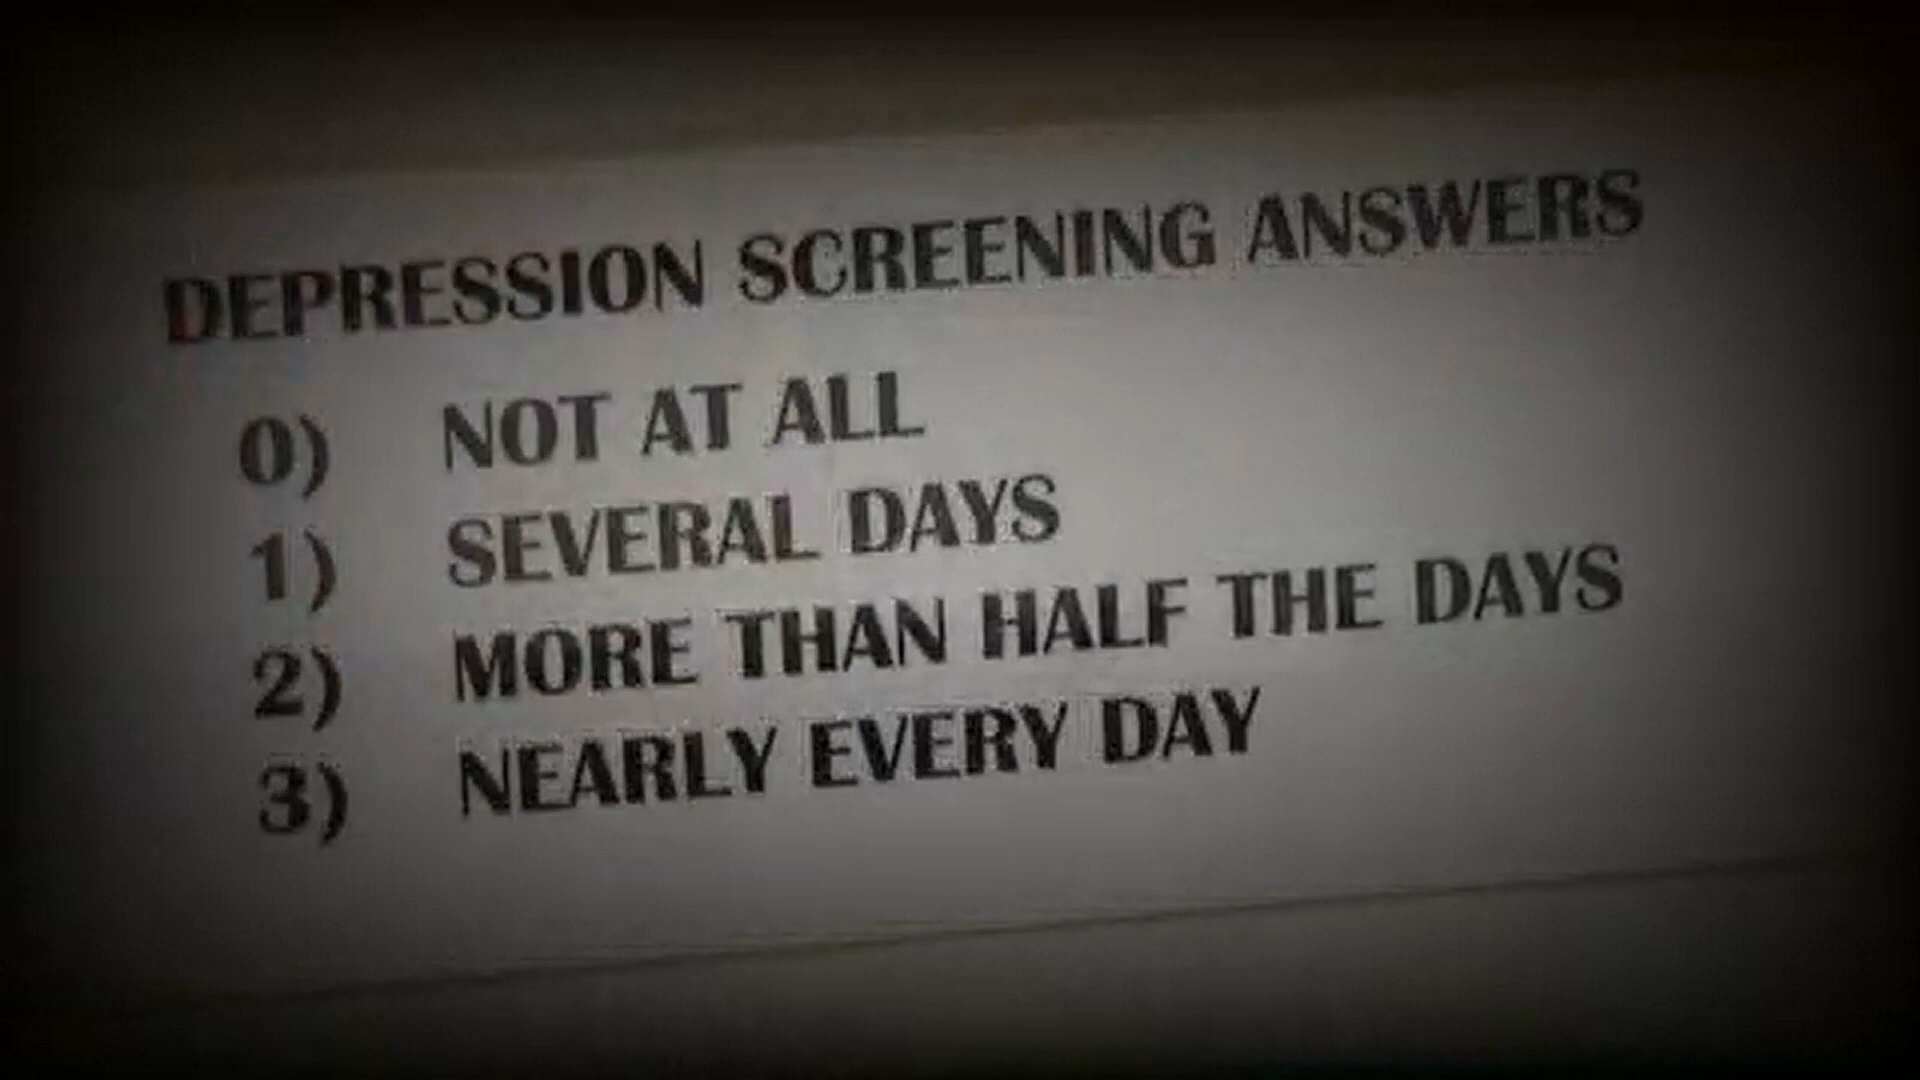 DEPRESSION SCREENING ANSWERS
0) NOT AT ALL
1) SEVERAL DAYS
2) MORE THAN HALF THE DAYS
3) NEARLY EVERY DAY